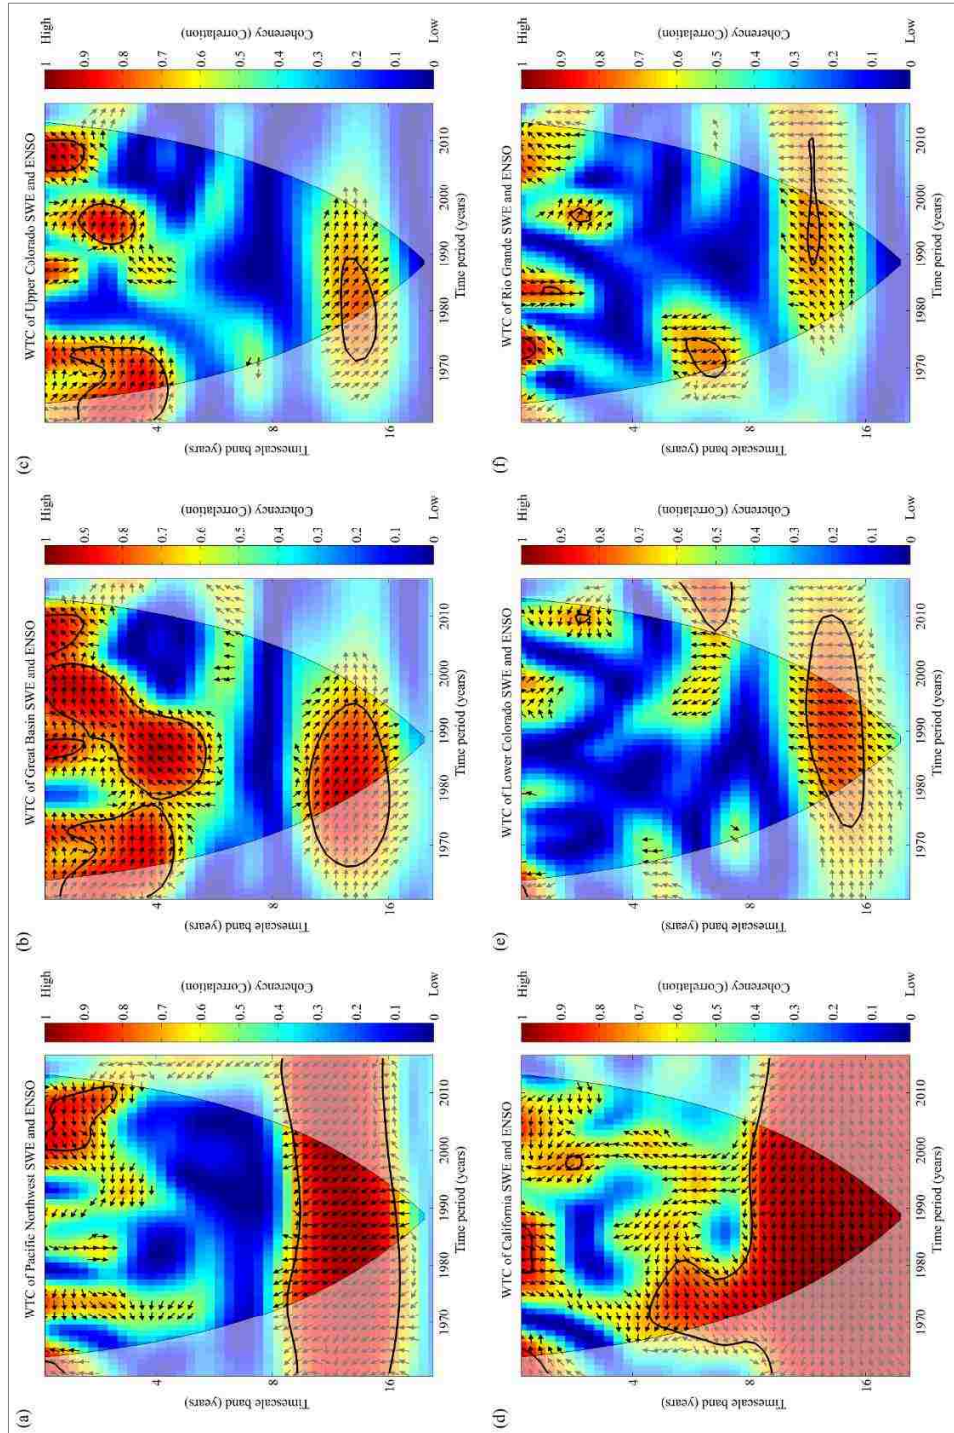 (a)
WTC of Pacific Northwest SWE and ENSO
Timescale band (years)
4
8
16
1970
1980
1990
2000
2010
Time period (years)
High
1
0.9
0.8
0.7
0.6
0.5
0.4
0.3
0.2
0.1
0
Low
Coherency (Correlation)
(b)
WTC of Great Basin SWE and ENSO
Timescale band (years)
4
8
16
1970
1980
1990
2000
2010
Time period (years)
High
1
0.9
0.8
0.7
0.6
0.5
0.4
0.3
0.2
0.1
0
Low
Coherency (Correlation)
(c)
WTC of Upper Colorado SWE and ENSO
Timescale band (years)
4
8
16
1970
1980
1990
2000
2010
Time period (years)
High
1
0.9
0.8
0.7
0.6
0.5
0.4
0.3
0.2
0.1
0
Low
Coherency (Correlation)
(d)
WTC of California SWE and ENSO
Timescale band (years)
4
8
16
1970
1980
1990
2000
2010
Time period (years)
High
1
0.9
0.8
0.7
0.6
0.5
0.4
0.3
0.2
0.1
0
Low
Coherency (Correlation)
(e)
WTC of Lower Colorado SWE and ENSO
Timescale band (years)
4
8
16
1970
1980
1990
2000
2010
Time period (years)
High
1
0.9
0.8
0.7
0.6
0.5
0.4
0.3
0.2
0.1
0
Low
Coherency (Correlation)
(f)
WTC of Rio Grande SWE and ENSO
Timescale band (years)
4
8
16
1970
1980
1990
2000
2010
Time period (years)
High
1
0.9
0.8
0.7
0.6
0.5
0.4
0.3
0.2
0.1
0
Low
Coherency (Correlation)